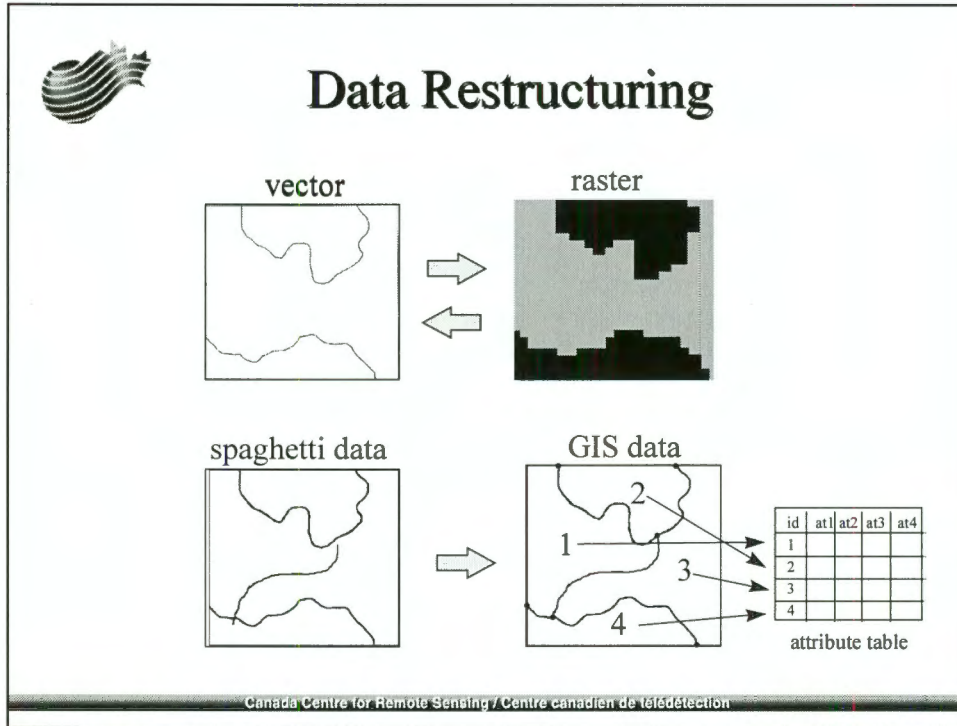 Data Restructuring
vector
raster
spaghetti data
GIS data
1
2
3
4
id at1 at2 at3 at4
1
2
3
4
attribute table
Canada Centre for Remote Sensing / Centre canadien de télédétection